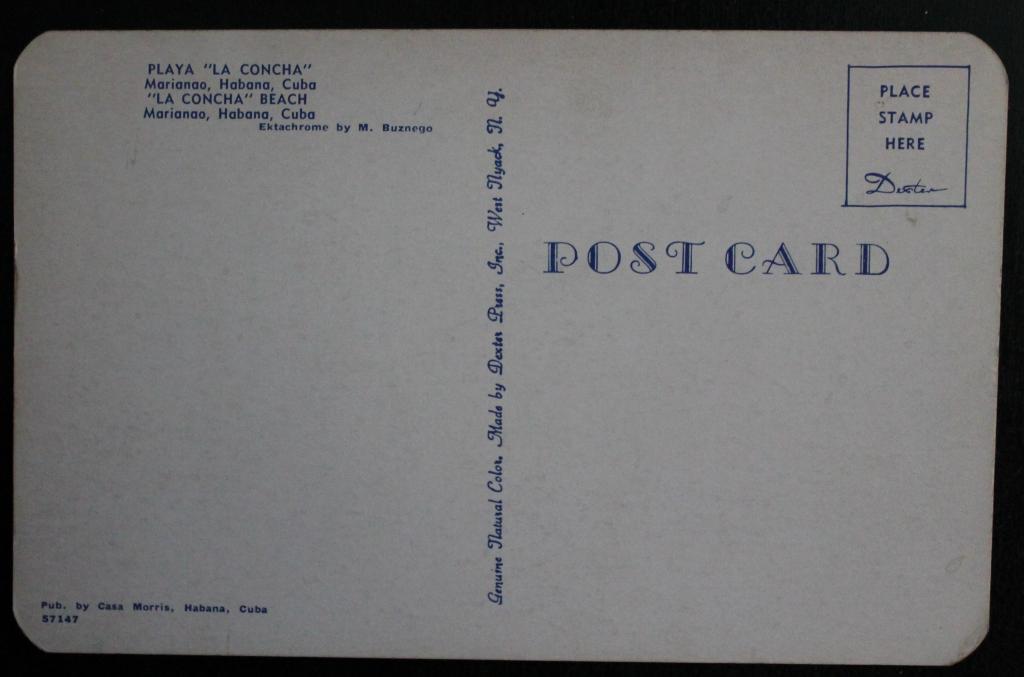 PLAYA "LA CONCHA"
Marianao, Habana, Cuba
"LA CONCHA" BEACH
Marianao, Habana, Cuba
Ektachrome by M. Buznego
Pub. by Casa Morris, Habana, Cuba
57147
Genuine Natural Color. Made by Dexter Press, Inc., West Nyack, N. Y.
PLACE
STAMP
HERE
Dexter
POST CARD